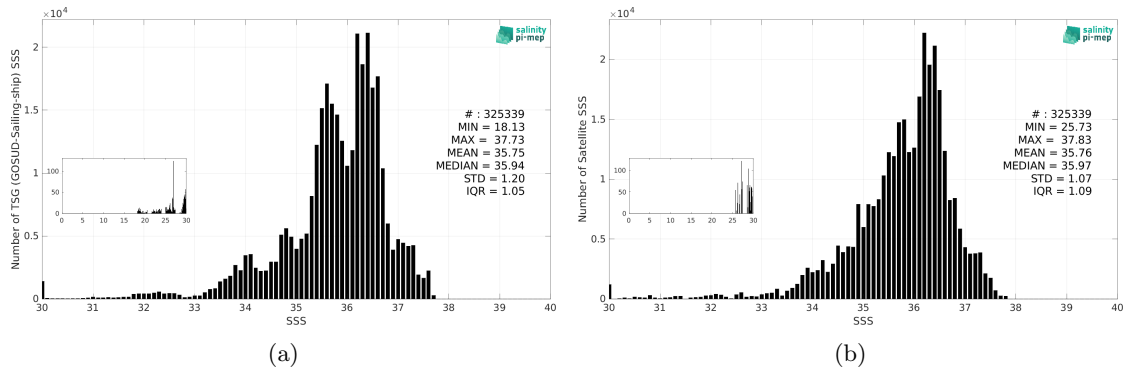 ×10⁴
2
1.5
1
0.5
0
Number of TSG (GOSUD-Sailing-ship) SSS
salinity
pi-mep
# : 325339
MIN = 18.13
MAX = 37.73
MEAN = 35.75
MEDIAN = 35.94
STD = 1.20
IQR = 1.05
100
50
0
0 5 10 15 20 25 30
30 31 32 33 34 35 36 37 38 39 40
SSS
(a)
×10⁴
2
1.5
1
0.5
0
Number of Satellite SSS
salinity
pi-mep
# : 325339
MIN = 25.73
MAX = 37.83
MEAN = 35.76
MEDIAN = 35.97
STD = 1.07
IQR = 1.09
100
50
0
0 5 10 15 20 25 30
30 31 32 33 34 35 36 37 38 39 40
SSS
(b)